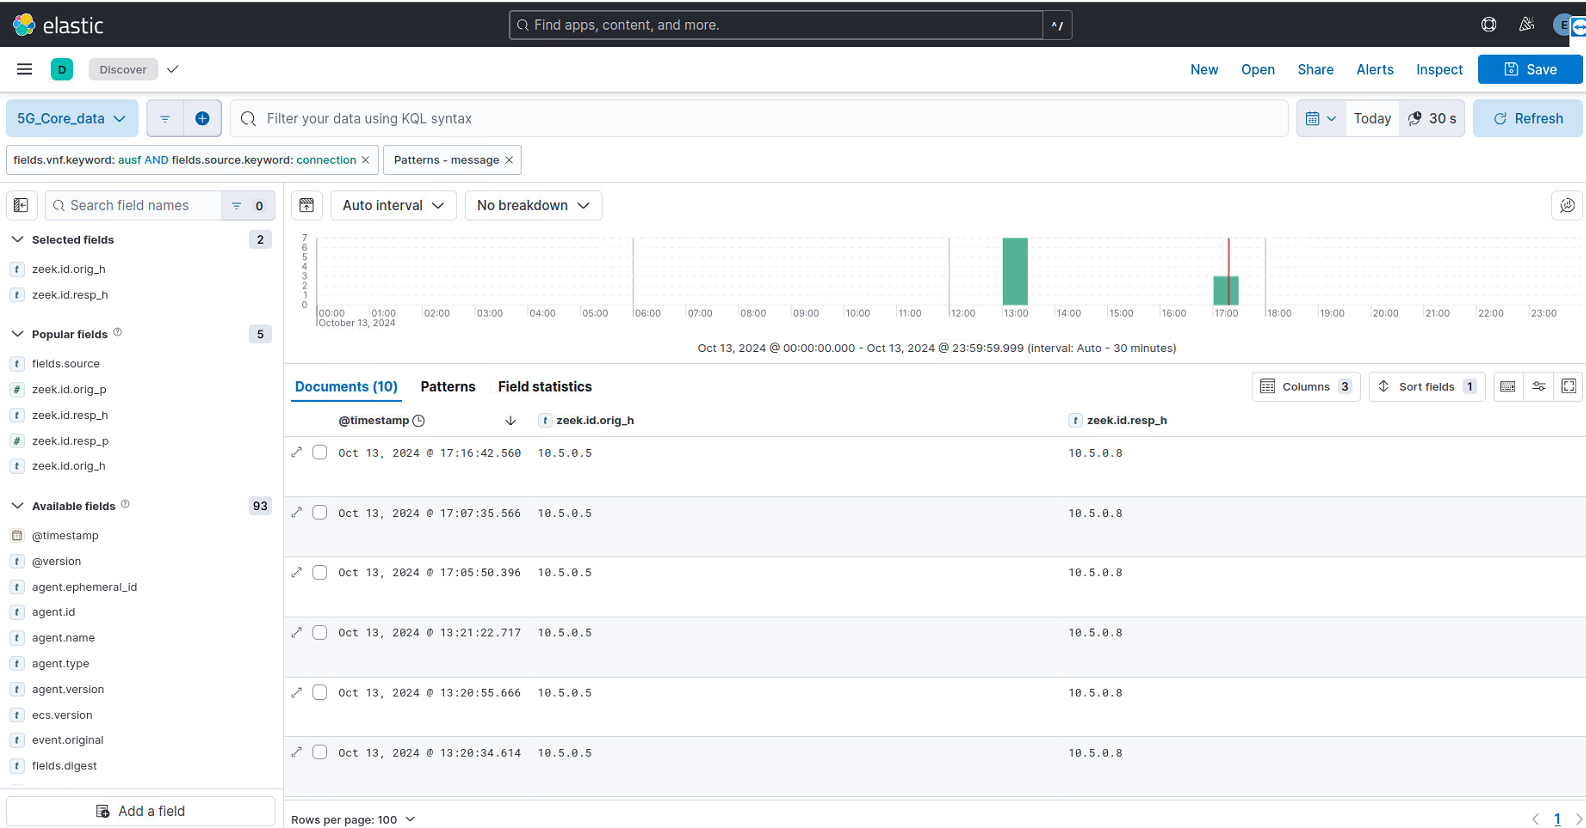 elastic
Find apps, content, and more.
^/
E
D
Discover
New
Open
Share
Alerts
Inspect
Save
5G_Core_data
Filter your data using KQL syntax
Today
30 s
Refresh
fields.vnf.keyword: ausf AND fields.source.keyword: connection ×
Patterns - message ×
Search field names
0
Auto interval
No breakdown
Selected fields
2
t zeek.id.orig_h
t zeek.id.resp_h
Popular fields
5
t fields.source
# zeek.id.orig_p
t zeek.id.resp_h
# zeek.id.resp_p
t zeek.id.orig_h
Available fields
93
@timestamp
t @version
t agent.ephemeral_id
t agent.id
t agent.name
t agent.type
t agent.version
t ecs.version
t event.original
t fields.digest
Add a field
7
6
5
4
3
2
1
0
00:00 01:00 02:00 03:00 04:00 05:00 06:00 07:00 08:00 09:00 10:00 11:00 12:00 13:00 14:00 15:00 16:00 17:00 18:00 19:00 20:00 21:00 22:00 23:00
October 13, 2024
Oct 13, 2024 @ 00:00:00.000 - Oct 13, 2024 @ 23:59:59.999 (interval: Auto - 30 minutes)
Documents (10)
Patterns
Field statistics
Columns 3
Sort fields 1
@timestamp t zeek.id.orig_h t zeek.id.resp_h
Oct 13, 2024 @ 17:16:42.560 10.5.0.5 10.5.0.8
Oct 13, 2024 @ 17:07:35.566 10.5.0.5 10.5.0.8
Oct 13, 2024 @ 17:05:50.396 10.5.0.5 10.5.0.8
Oct 13, 2024 @ 13:21:22.717 10.5.0.5 10.5.0.8
Oct 13, 2024 @ 13:20:55.666 10.5.0.5 10.5.0.8
Oct 13, 2024 @ 13:20:34.614 10.5.0.5 10.5.0.8
Rows per page: 100
1